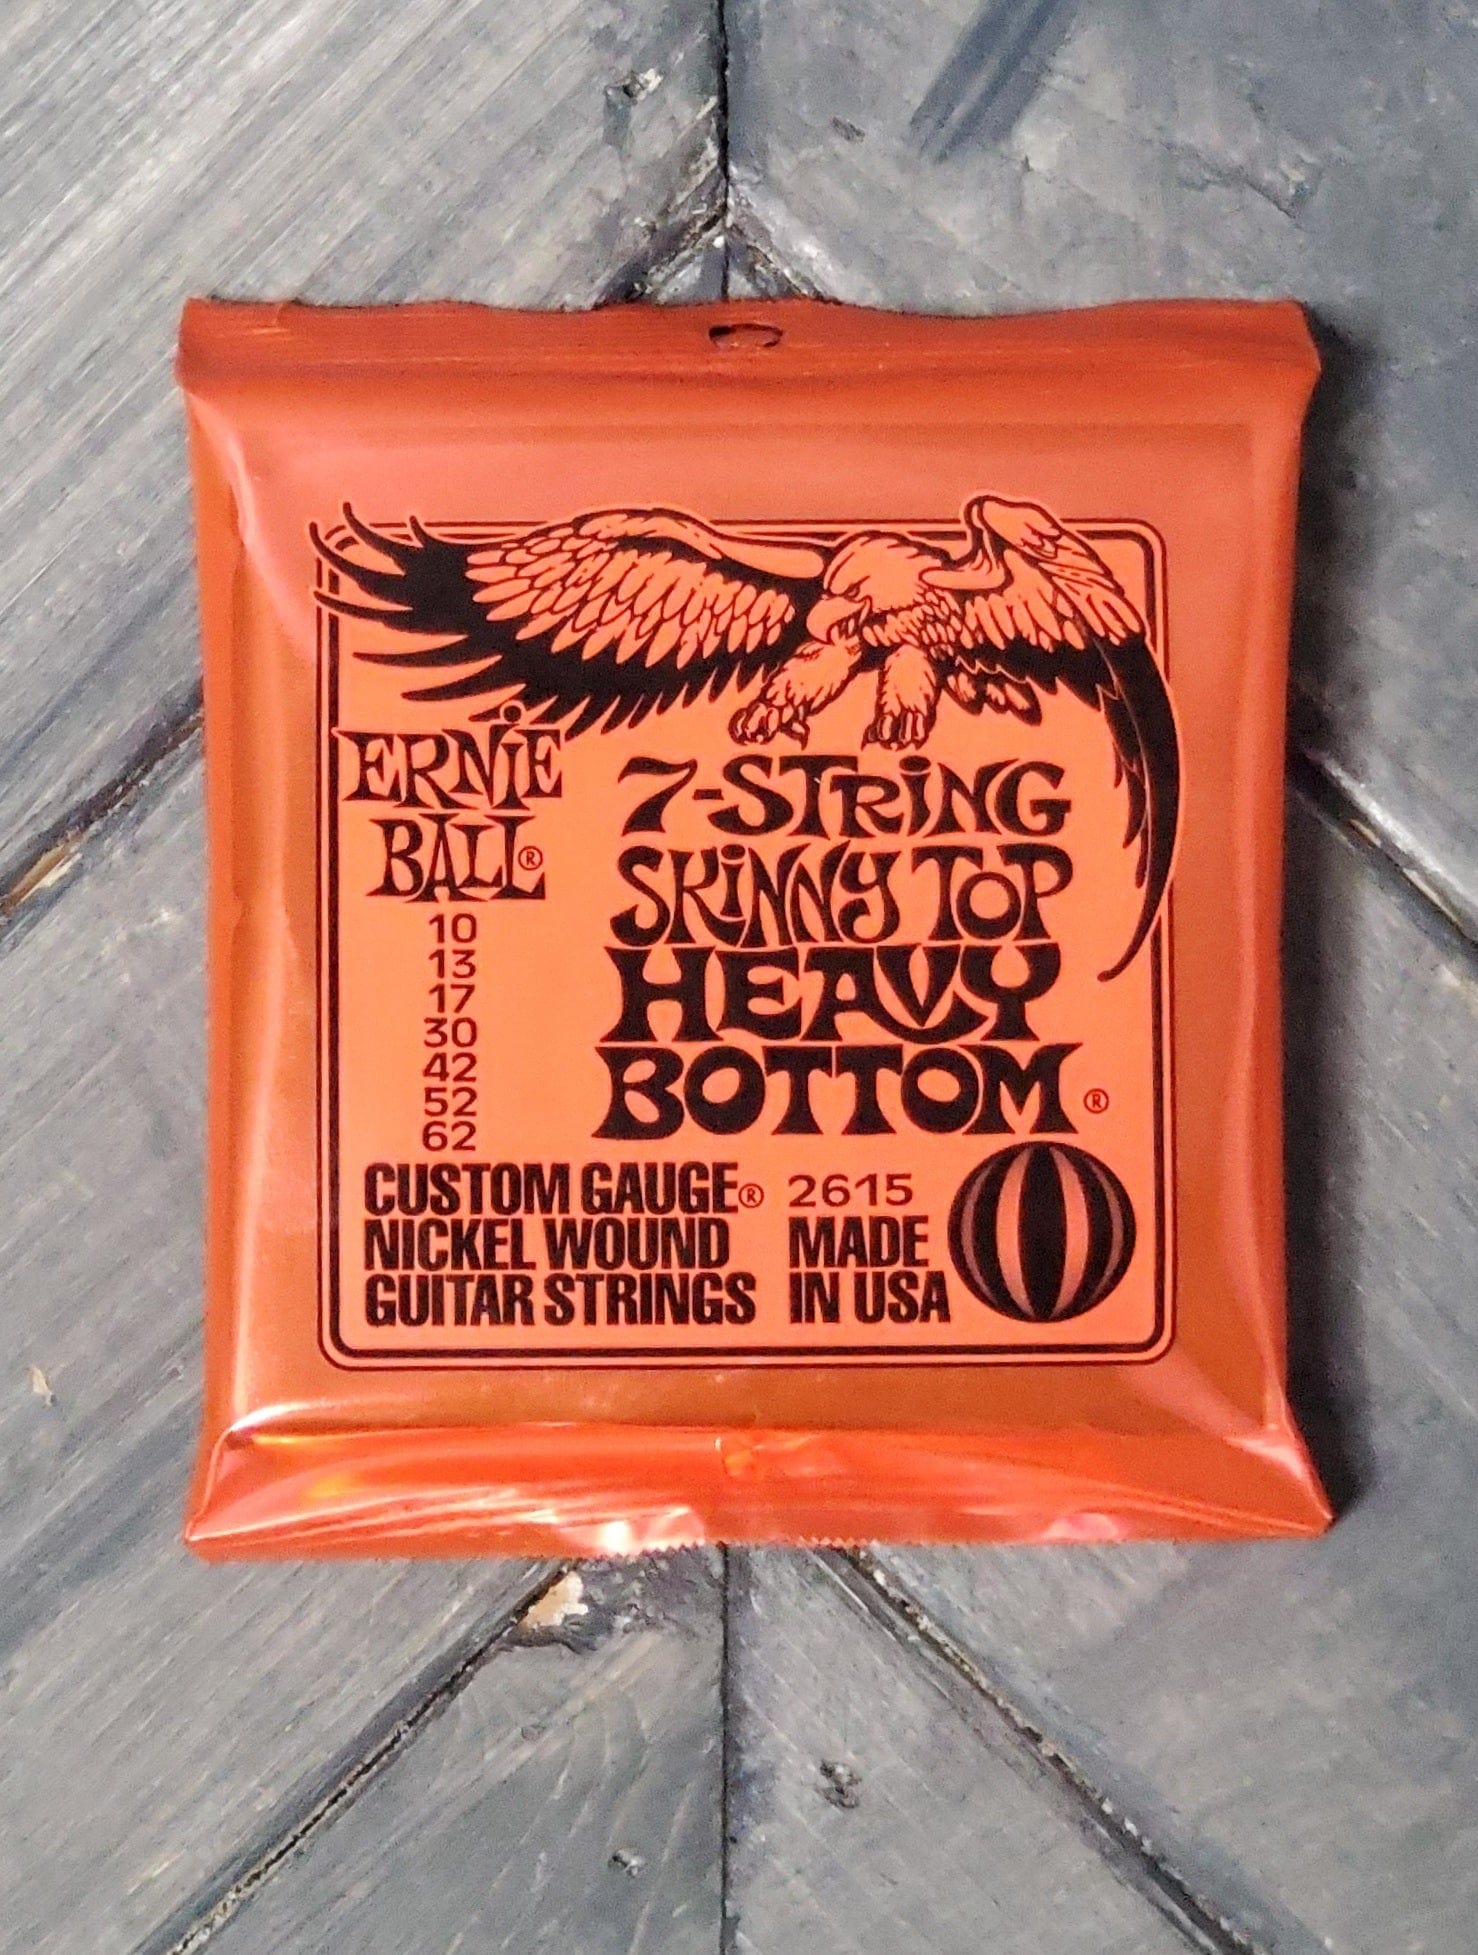 ERNiE
BALL®
10
13
17
30
42
52
62
7-STRiNG
SKiNNY TOP
HEAVY
BOTTOM®
CUSTOM GAUGE®
NICKEL WOUND
GUITAR STRINGS
2615
MADE
IN USA